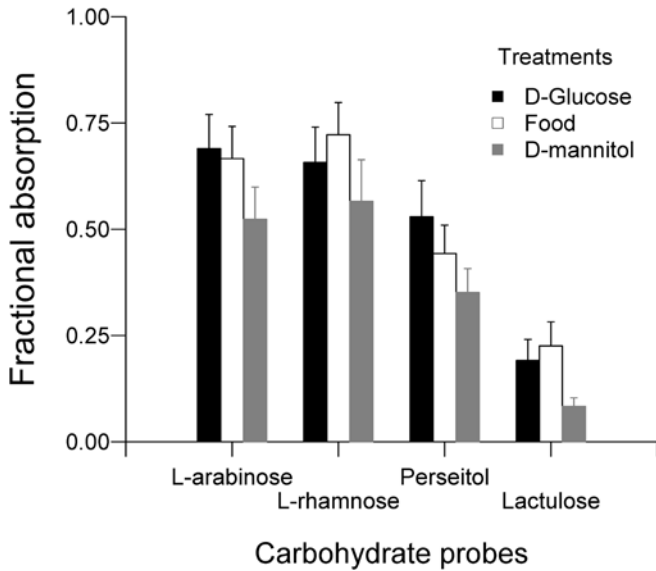 1.00
Treatments
D-Glucose
Food
D-mannitol
0.75
0.50
0.25
0.00
Fractional absorption
L-arabinose
L-rhamnose
Perseitol
Lactulose
Carbohydrate probes